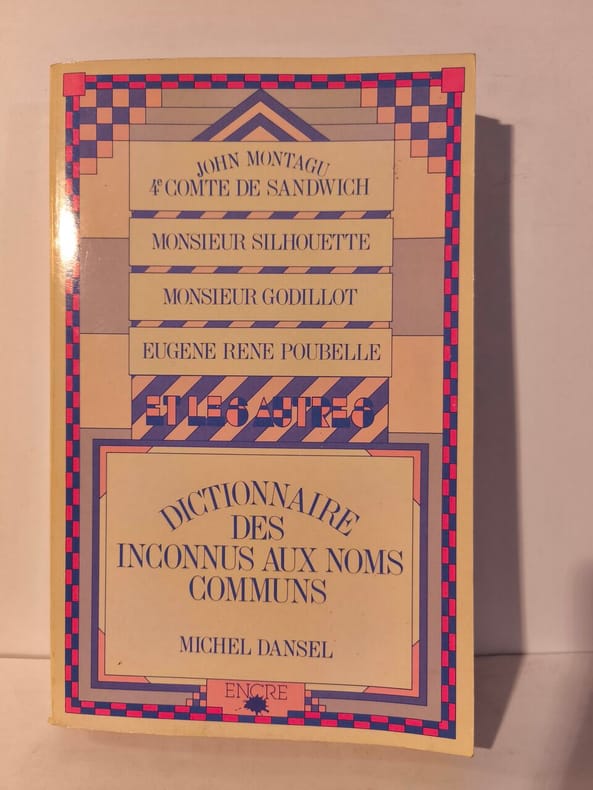 JOHN MONTAGU
4e COMTE DE SANDWICH
MONSIEUR SILHOUETTE
MONSIEUR GODILLOT
EUGENE RENE POUBELLE
ET LES AUTRES
DICTIONNAIRE
DES
INCONNUS AUX NOMS
COMMUNS
MICHEL DANSEL
ENCRE